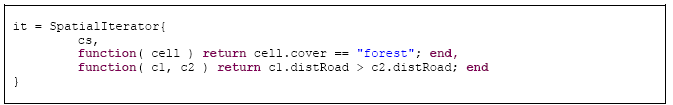 it = SpatialIterator{
cs,
function( cell ) return cell.cover == "forest"; end,
function( c1, c2 ) return c1.distRoad > c2.distRoad; end
}